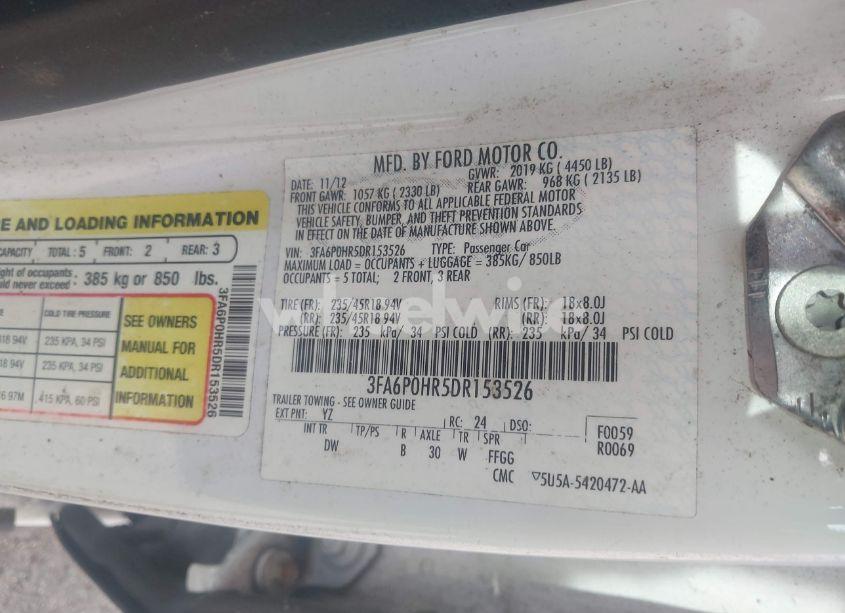 MFD. BY FORD MOTOR CO.
DATE: 11/12
GVWR: 2019 KG ( 4450 LB)
FRONT GAWR: 1057 KG ( 2330 LB)
REAR GAWR: 968 KG ( 2135 LB)
THIS VEHICLE CONFORMS TO ALL APPLICABLE FEDERAL MOTOR
VEHICLE SAFETY, BUMPER, AND THEFT PREVENTION STANDARDS
IN EFFECT ON THE DATE OF MANUFACTURE SHOWN ABOVE.
VIN: 3FA6P0HR5DR153526 TYPE: Passenger Car
MAXIMUM LOAD = OCCUPANTS + LUGGAGE = 385KG/ 850LB
OCCUPANTS = 5 TOTAL; 2 FRONT, 3 REAR
TIRE (FR): 235/45R18 94V RIMS (FR): 18x8.0J
(RR): 235/45R18 94V (RR): 18x8.0J
PRESSURE (FR): 235 kPa/ 34 PSI COLD (RR): 235 kPa/ 34 PSI COLD
3FA6P0HR5DR153526
TRAILER TOWING - SEE OWNER GUIDE
EXT PNT: YZ RC: 24 DSO:
F0059
R0069
INT TR TP/PS R AXLE TR SPR
DW B 30 W FFGG
CMC ▽5U5A-5420472-AA
wheelwiz
E AND LOADING INFORMATION
CAPACITY TOTAL : 5 FRONT: 2 REAR: 3
of occupants
never exceed : 385 kg or 850 lbs.
COLD TIRE PRESSURE
18 94V 235 KPA, 34 PSI
18 94V 235 KPA, 34 PSI
16 97M 415 KPA, 60 PSI
SEE OWNERS
MANUAL FOR
ADDITIONAL
INFORMATION
3FA6P0HR5DR153526